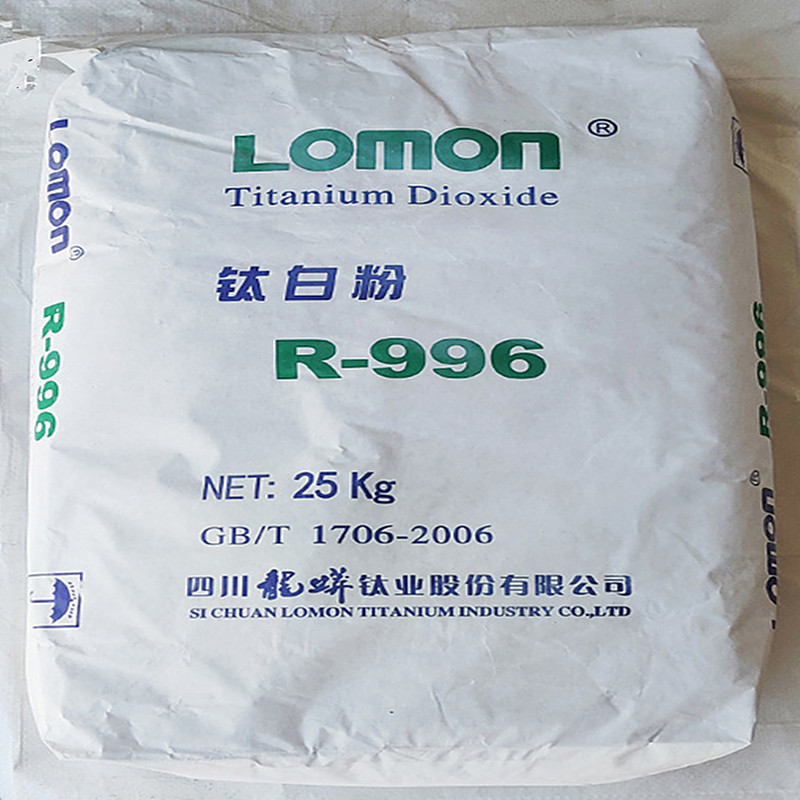 LOMON ®
Titanium Dioxide
钛白粉
R-996
NET: 25 Kg
GB/T 1706-2006
四川龍蟒钛业股份有限公司
SI CHUAN LOMON TITANIUM INDUSTRY CO.,LTD
LOMON ®
R-996
R-996
LOMON ®